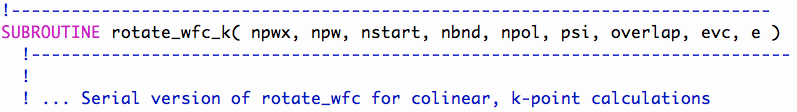 !----------------------------------------------------------------------------
SUBROUTINE rotate_wfc_k( npwx, npw, nstart, nbnd, npol, psi, overlap, evc, e )
  !----------------------------------------------------------------------------
  !
  ! ... Serial version of rotate_wfc for colinear, k-point calculations